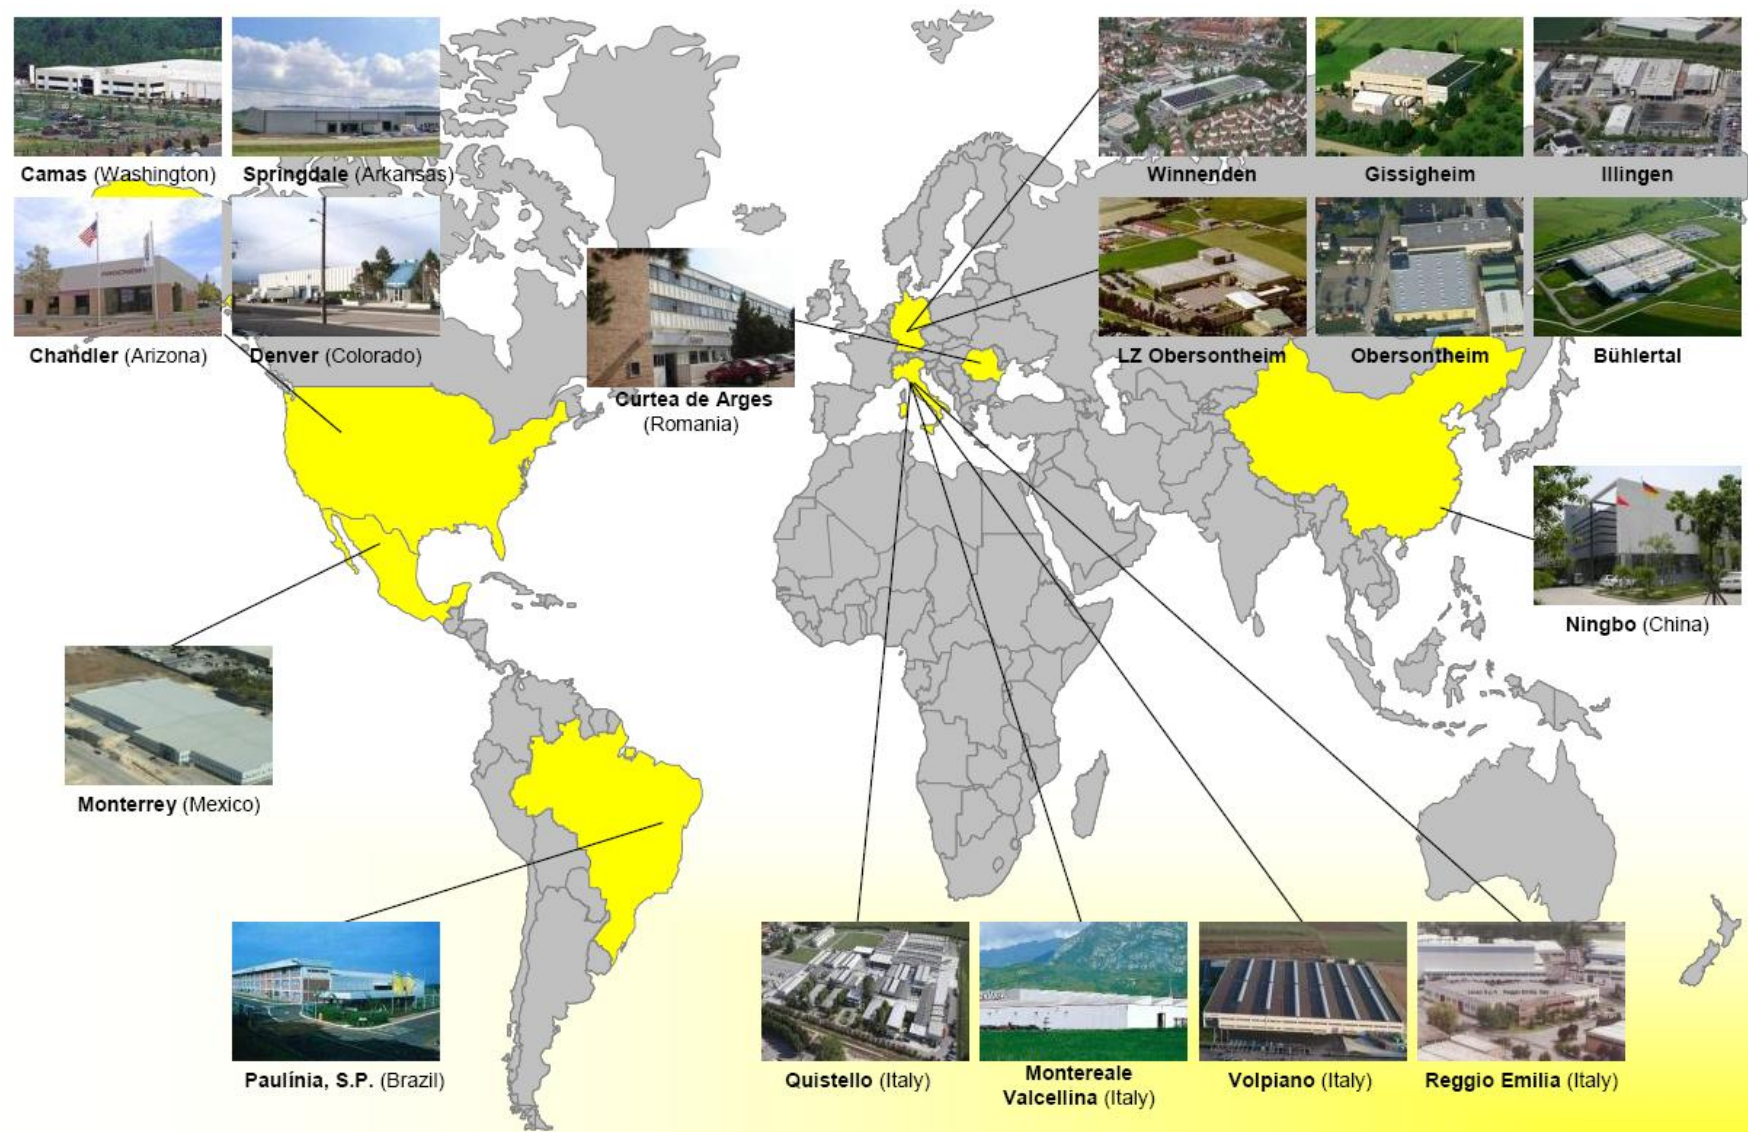 Camas (Washington)
Springdale (Arkansas)
Winnenden
Gissigheim
Illingen
Chandler (Arizona)
Denver (Colorado)
LZ Obersontheim
Obersontheim
Bühlertal
Curtea de Arges
(Romania)
Ningbo (China)
Monterrey (Mexico)
Paulínia, S.P. (Brazil)
Quistello (Italy)
Montereale
Valcellina (Italy)
Volpiano (Italy)
Reggio Emilia (Italy)